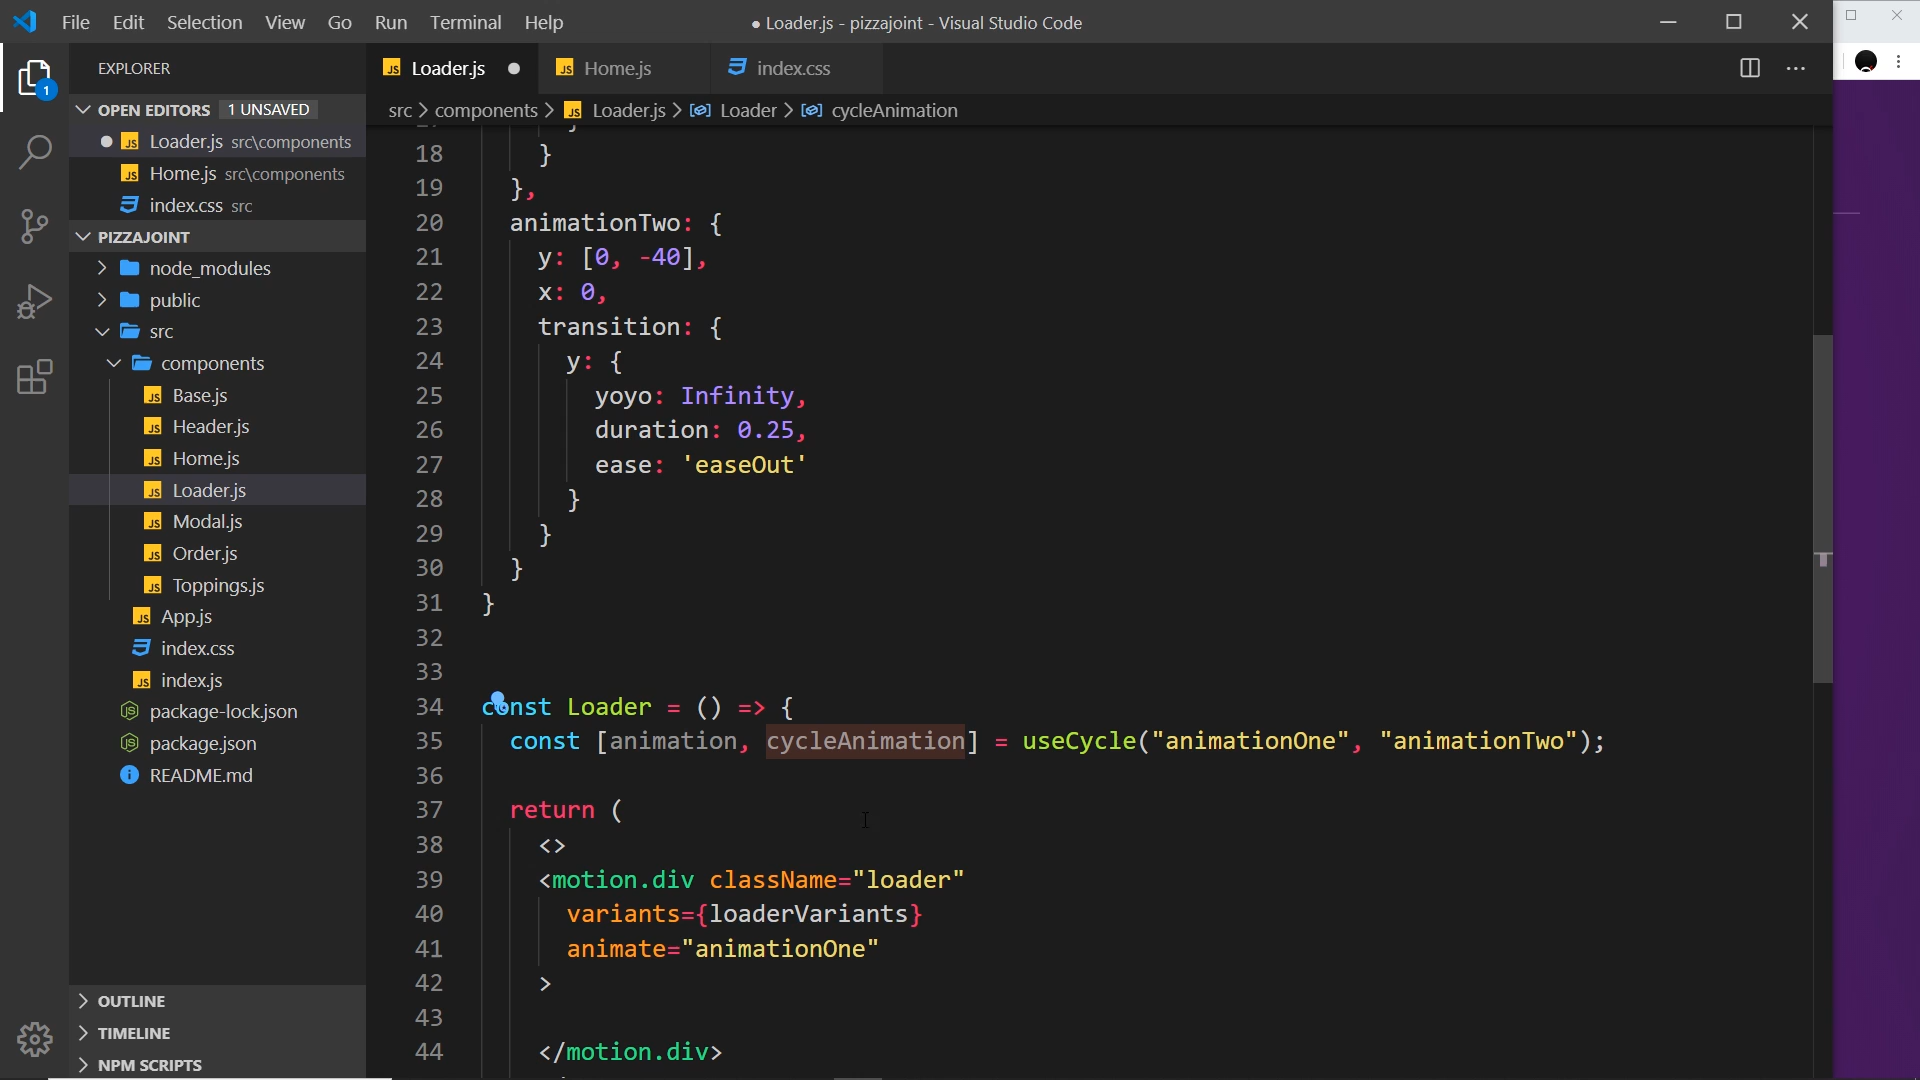 File Edit Selection View Go Run Terminal Help
● Loader.js - pizzajoint - Visual Studio Code
1
EXPLORER
OPEN EDITORS 1 UNSAVED
Loader.js src\components
Home.js src\components
index.css src
PIZZAJOINT
node_modules
public
src
components
Base.js
Header.js
Home.js
Loader.js
Modal.js
Order.js
Toppings.js
App.js
index.css
index.js
package-lock.json
package.json
README.md
OUTLINE
TIMELINE
NPM SCRIPTS
JS Loader.js
JS Home.js
index.css
src > components > JS Loader.js > Loader > cycleAnimation
18 }
19 },
20 animationTwo: {
21 y: [0, -40],
22 x: 0,
23 transition: {
24 y: {
25 yoyo: Infinity,
26 duration: 0.25,
27 ease: 'easeOut'
28 }
29 }
30 }
31 }
32
33
34 const Loader = () => {
35 const [animation, cycleAnimation] = useCycle("animationOne", "animationTwo");
36
37 return (
38 <>
39 <motion.div className="loader"
40 variants={loaderVariants}
41 animate="animationOne"
42 >
43
44 </motion.div>